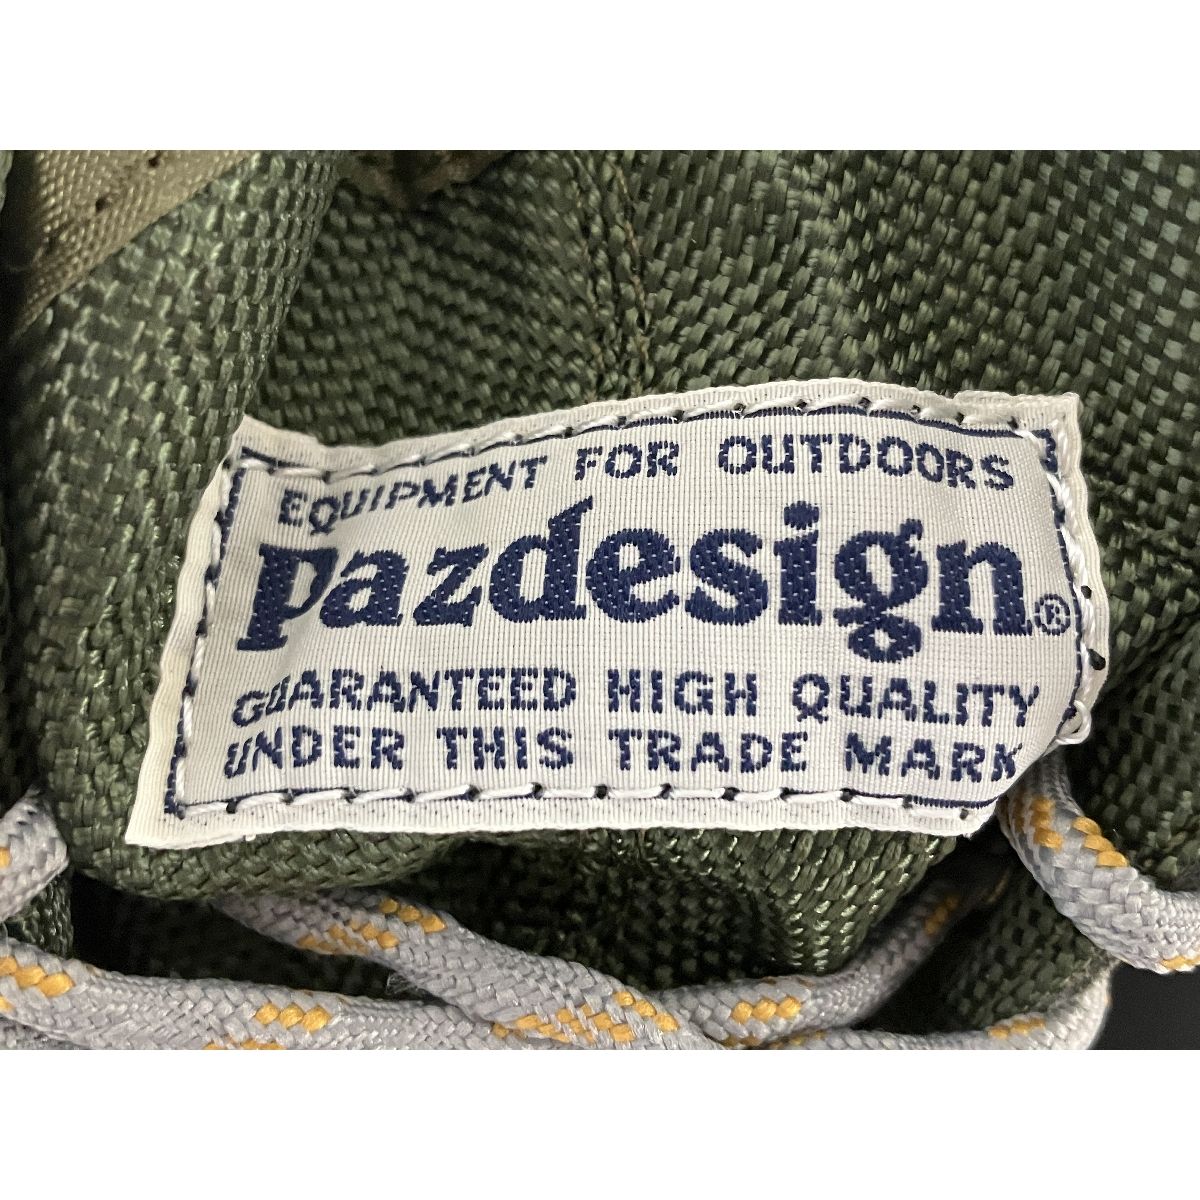 EQUIPMENT FOR OUTDOORS
pazdesign®
GUARANTEED HIGH QUALITY
UNDER THIS TRADE MARK